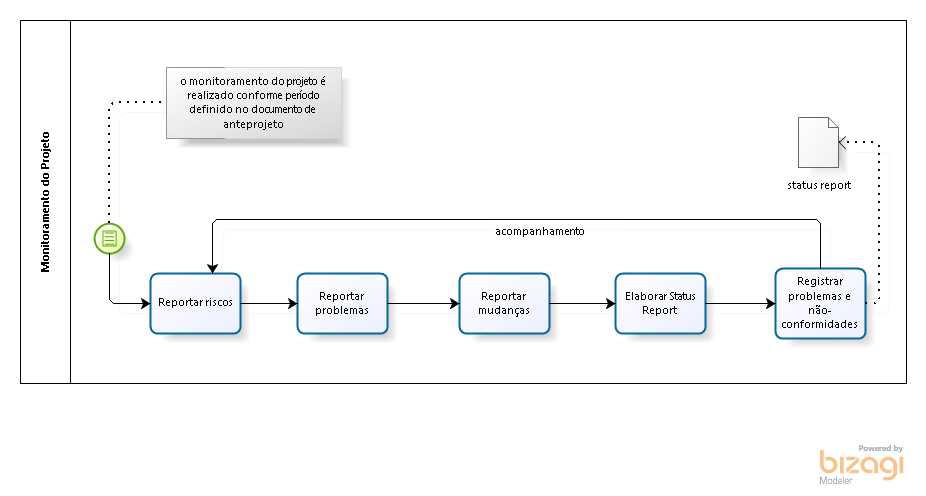 Monitoramento do Projeto
o monitoramento do projeto é
realizado conforme período
definido no documento de
anteprojeto
status report
acompanhamento
Reportar riscos
Reportar
problemas
Reportar
mudanças
Elaborar Status
Report
Registrar
problemas e
não-
conformidades
Powered by
bizagi
Modeler